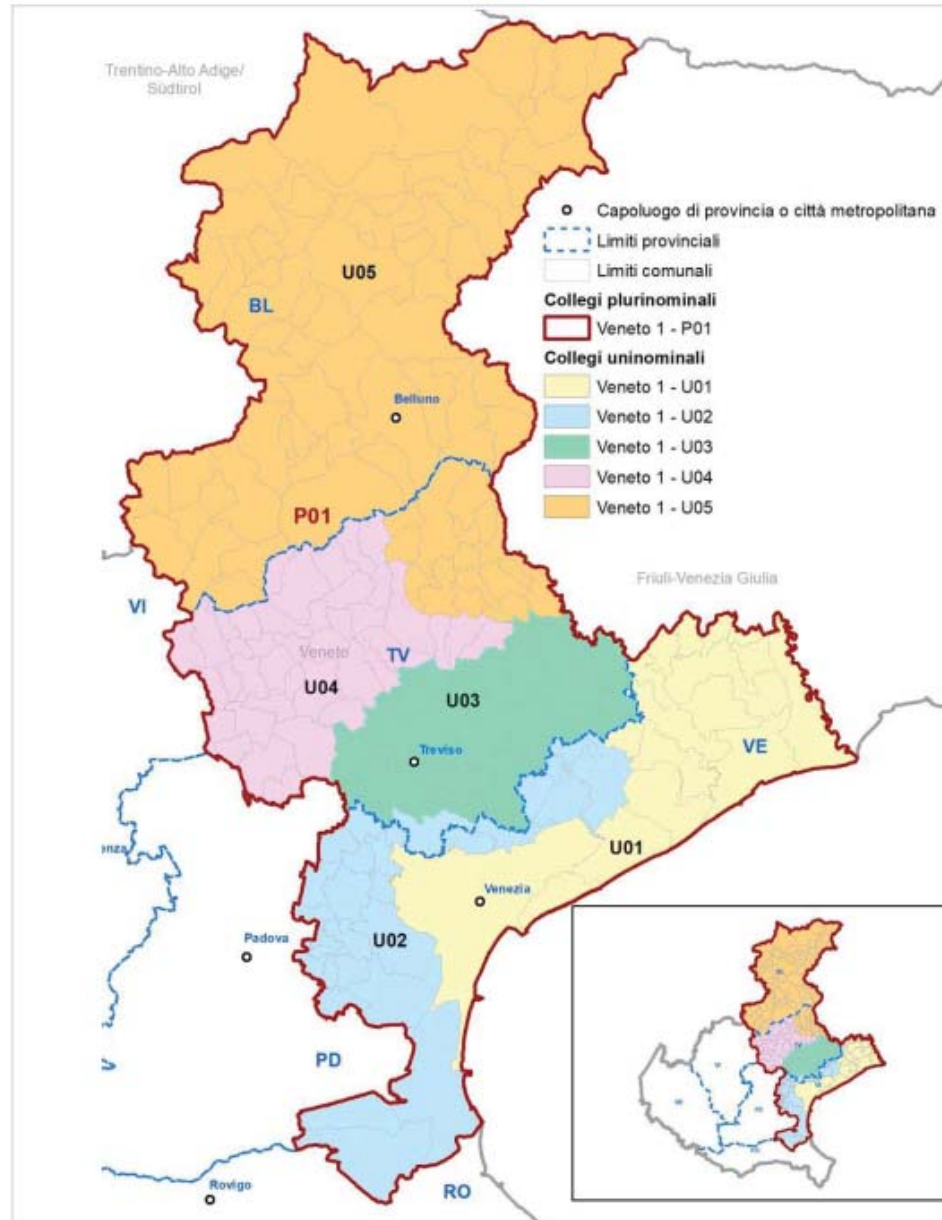 Trentino-Alto Adige/
Südtirol
Capoluogo di provincia o città metropolitana
Limiti provinciali
Limiti comunali
Collegi plurinominali
Veneto 1 - P01
Collegi uninominali
Veneto 1 - U01
Veneto 1 - U02
Veneto 1 - U03
Veneto 1 - U04
Veneto 1 - U05
U05
BL
Belluno
P01
Friuli-Venezia Giulia
VI
Veneto
TV
U04
U03
Treviso
VE
U01
enza
Venezia
U02
Padova
PD
Rovigo
RO